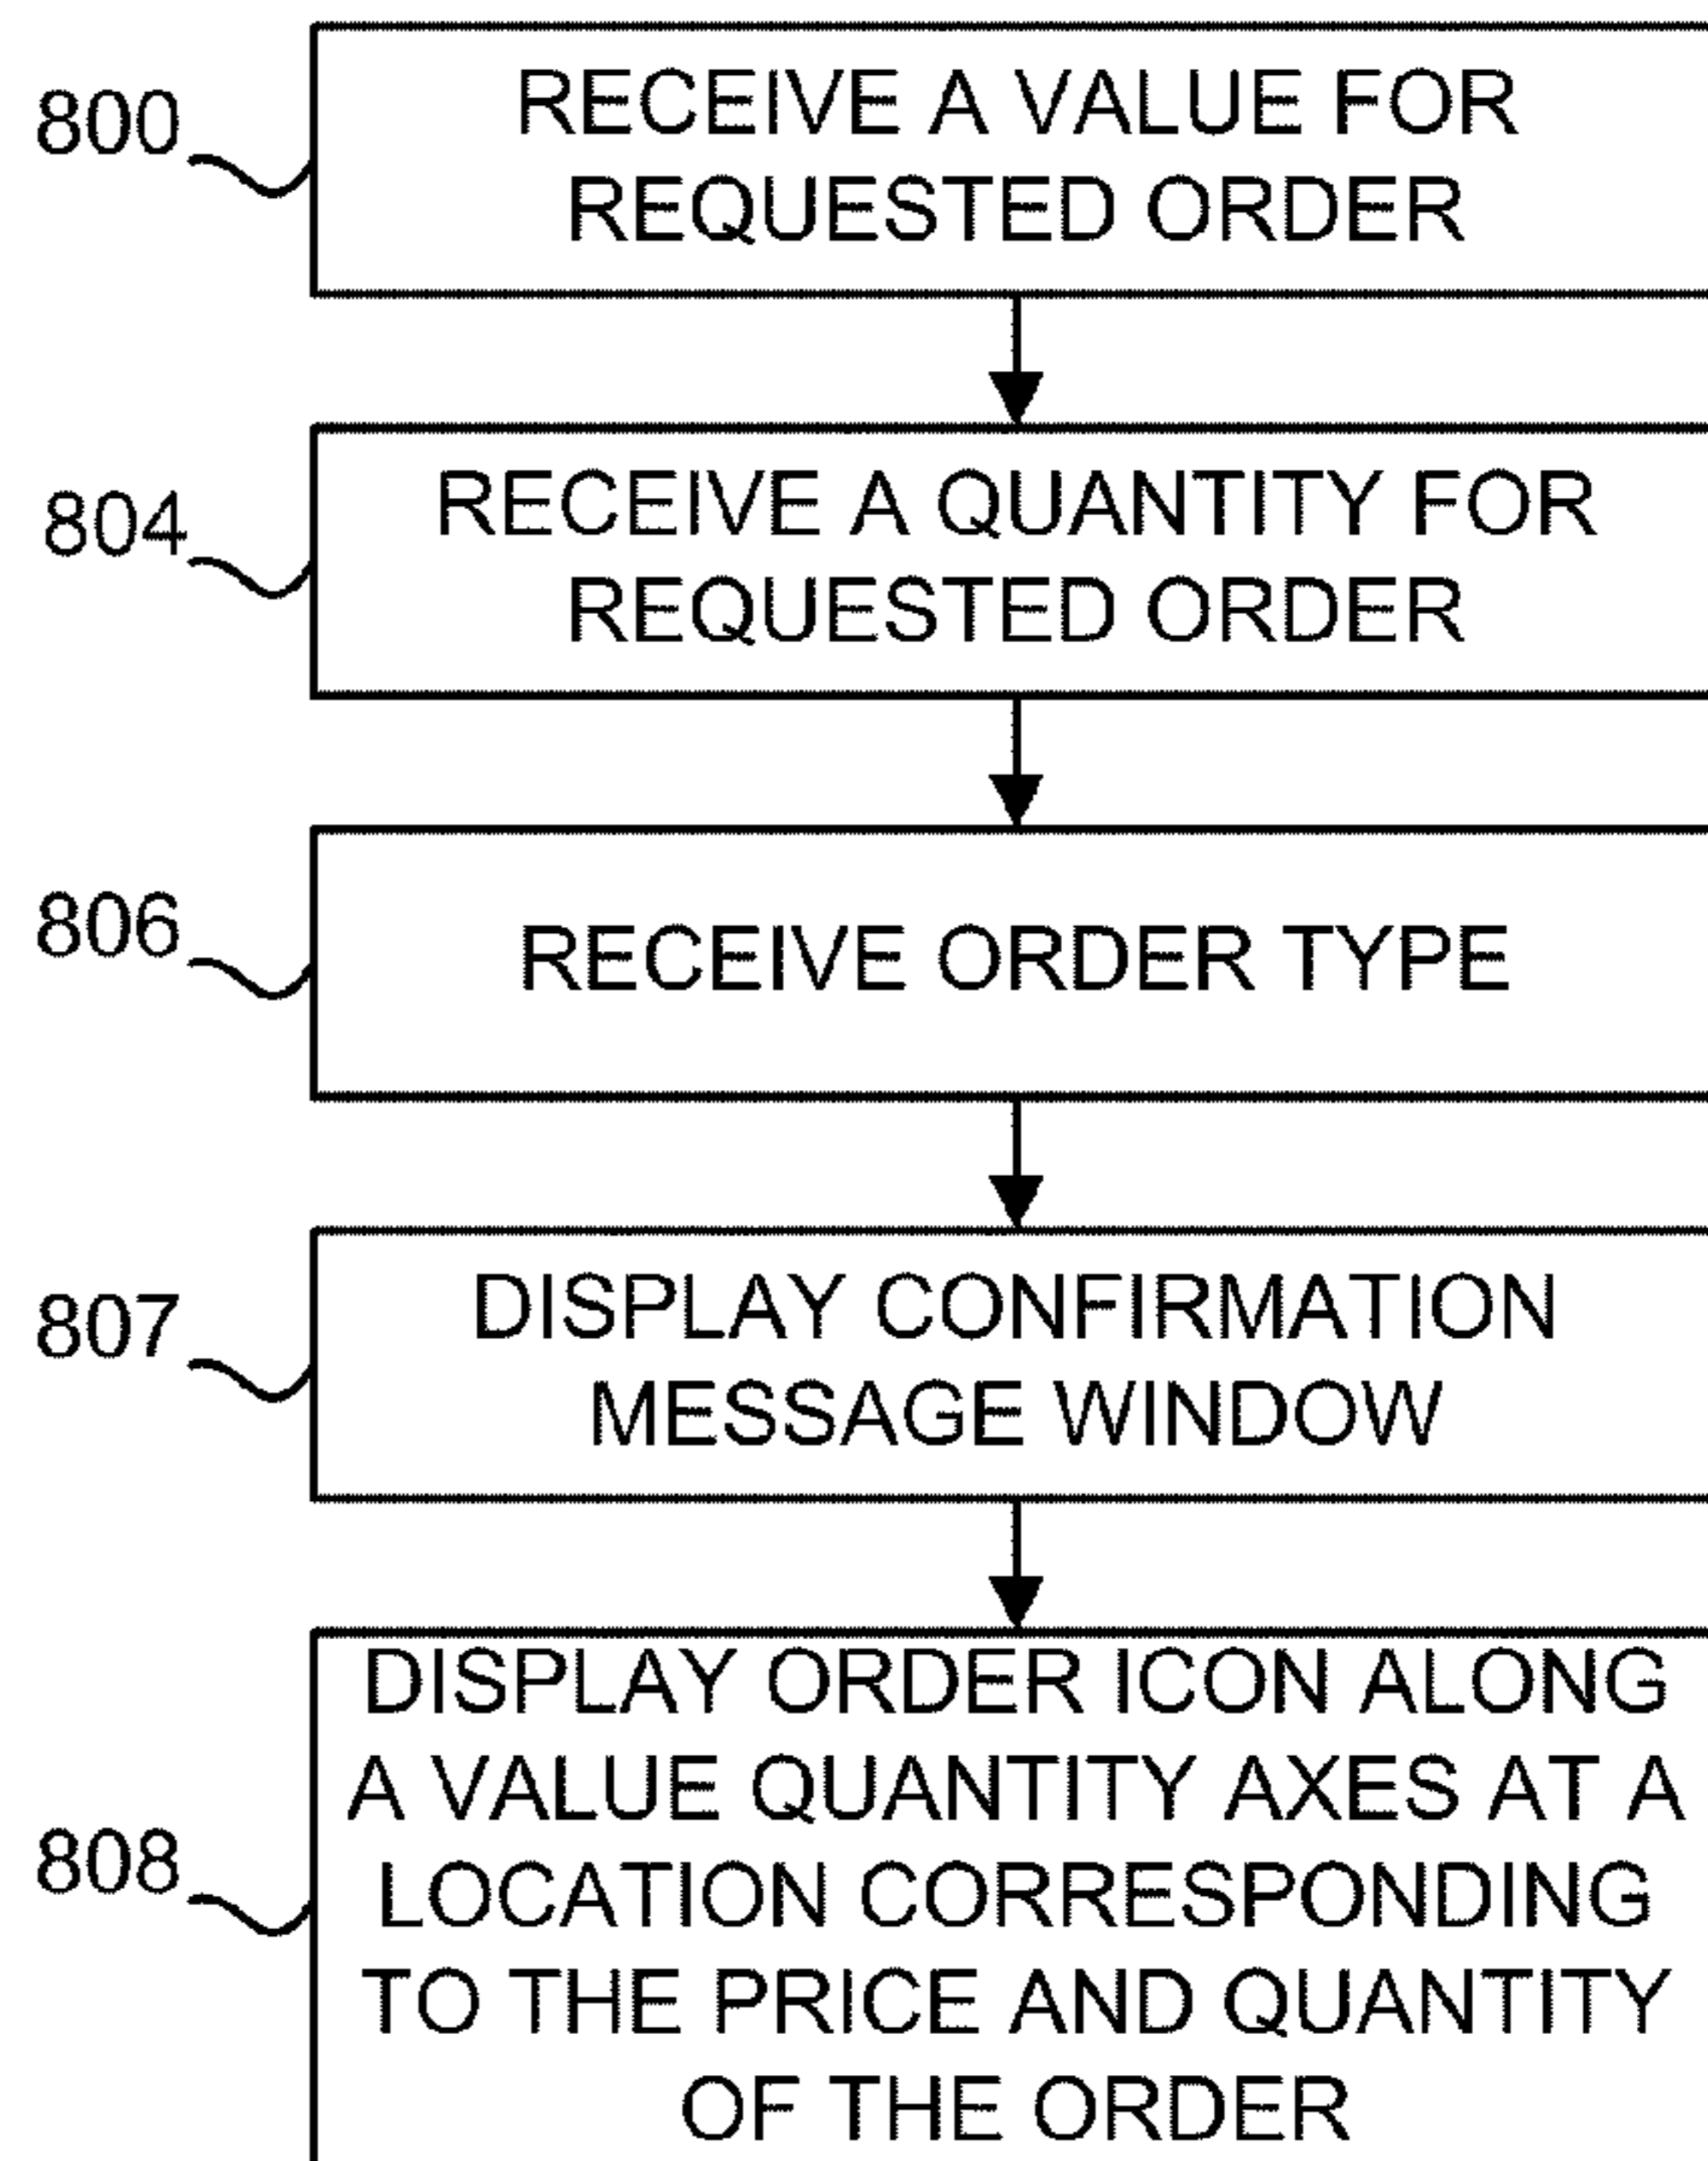 800
RECEIVE A VALUE FOR
REQUESTED ORDER
804
RECEIVE A QUANTITY FOR
REQUESTED ORDER
806
RECEIVE ORDER TYPE
807
DISPLAY CONFIRMATION
MESSAGE WINDOW
808
DISPLAY ORDER ICON ALONG
A VALUE QUANTITY AXES AT A
LOCATION CORRESPONDING
TO THE PRICE AND QUANTITY
OF THE ORDER